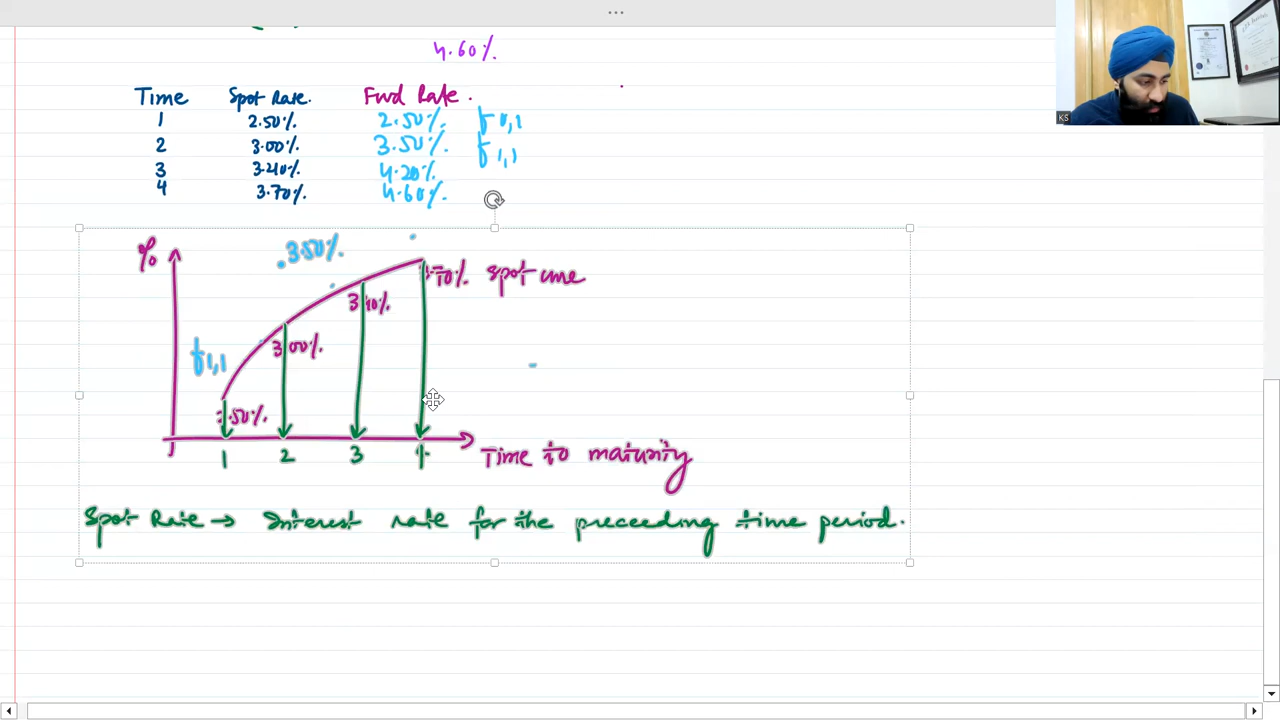 4.60%.
Time Spot Rate. Fwd Rate.
1 2.50%. 2.50%. f0,1
2 3.00%. 3.50%. f1,1
3 3.40%. 4.20%.
4 3.70%. 4.60%.
% 3.50%.
3.70%. Spot curve
3.40%.
f1,1 3.00%.
2.50%.
1 2 3 4 Time to maturity
Spot Rate → Interest rate for the preceeding time period.
KS